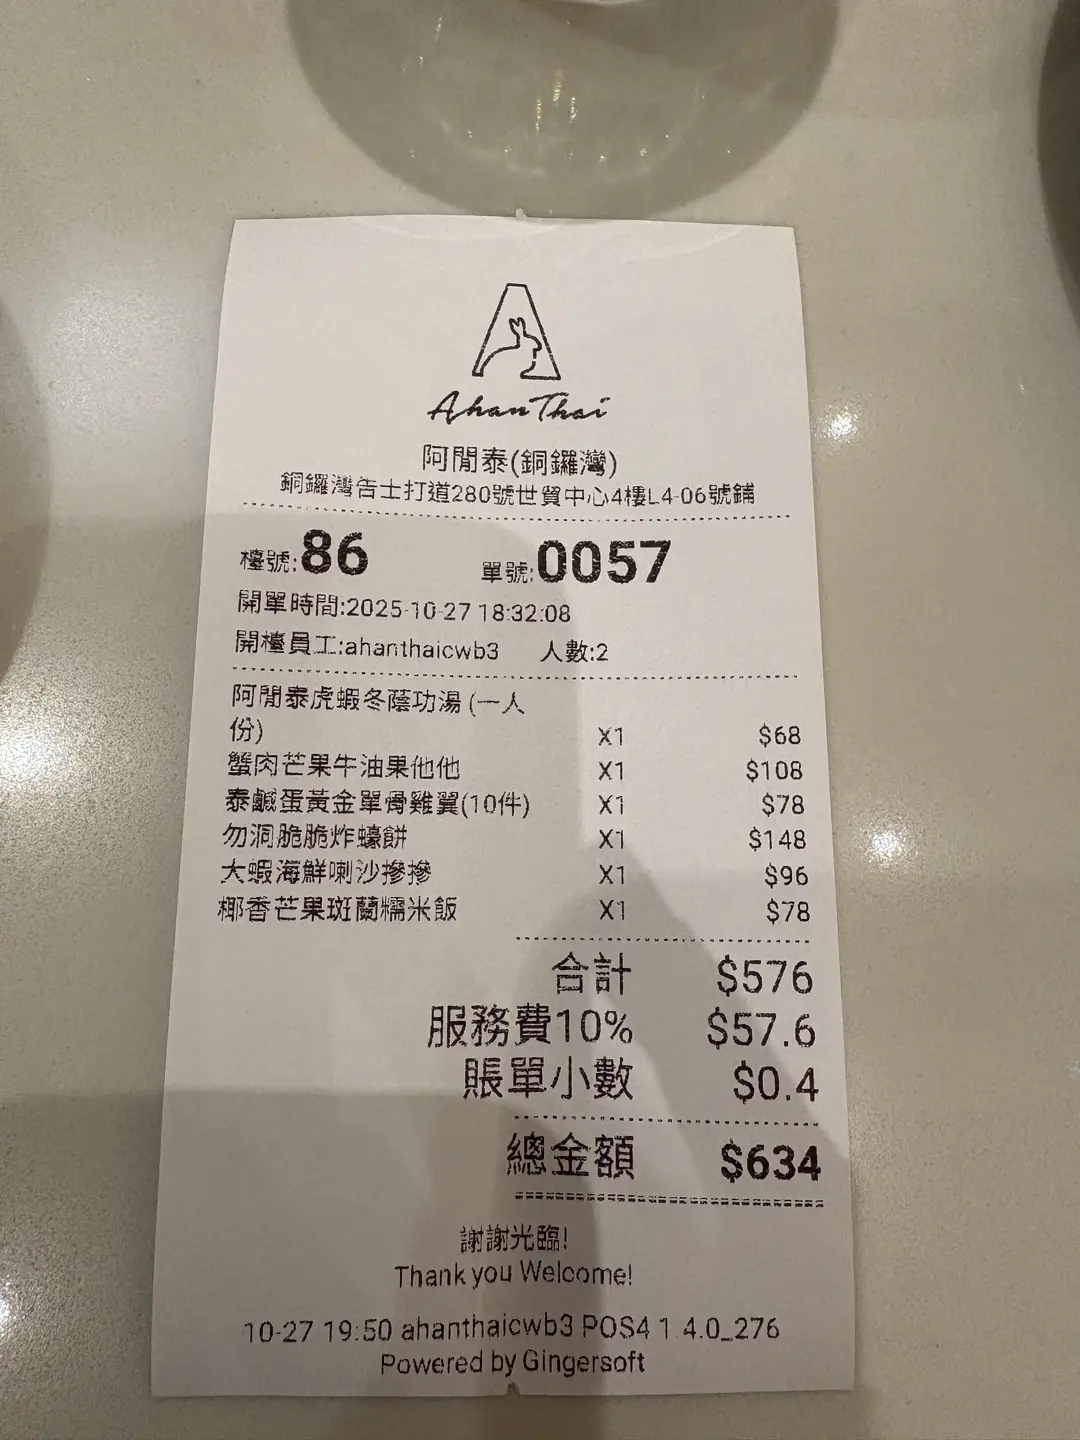 Ahan Thai
阿閒泰(銅鑼灣)
銅鑼灣告士打道280號世貿中心4樓L4-06號鋪
檯號:86 單號:0057
開單時間:2025-10-27 18:32:08
開檯員工:ahanthaicwb3 人數:2
阿閒泰虎蝦冬蔭功湯 (一人
份) X1 $68
蟹肉芒果牛油果他他 X1 $108
泰鹹蛋黃金單骨雞翼(10件) X1 $78
勿洞脆脆炸蠔餅 X1 $148
大蝦海鮮喇沙摻摻 X1 $96
椰香芒果斑蘭糯米飯 X1 $78
合計 $576
服務費10% $57.6
賬單小數 $0.4
總金額 $634
謝謝光臨!
Thank you Welcome!
10-27 19:50 ahanthaicwb3 POS4 1.4.0_276
Powered by Gingersoft